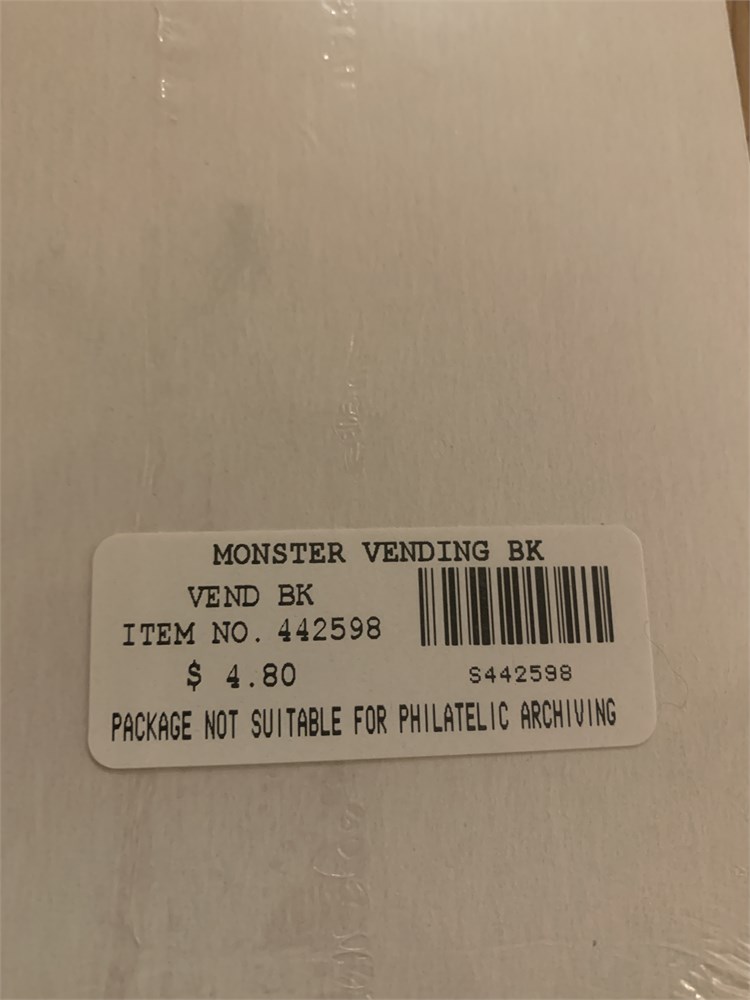 MONSTER VENDING BK
VEND BK
ITEM NO. 442598
$ 4.80
S442598
PACKAGE NOT SUITABLE FOR PHILATELIC ARCHIVING